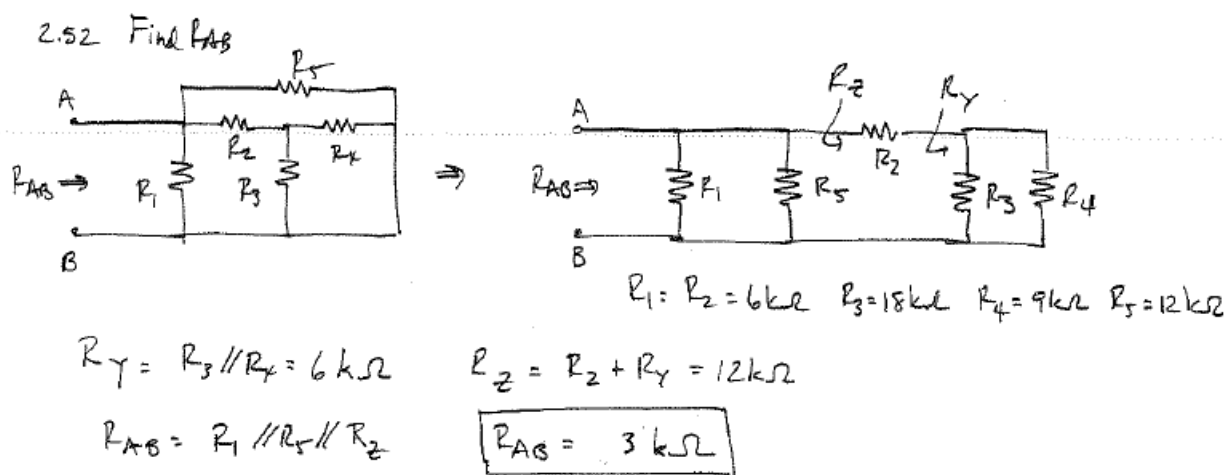 2.52 Find RAB
R5
A
R2
R4
RAB ⇒
R1
R3
B
⇒
RZ
RY
A
R2
RAB ⇒
R1
R5
R3
R4
B
R1 = R2 = 6kΩ R3 = 18kΩ R4 = 9kΩ R5 = 12kΩ
RY = R3 // R4 = 6 kΩ RZ = R2 + RY = 12kΩ
RAB = R1 // R5 // RZ RAB = 3 kΩ